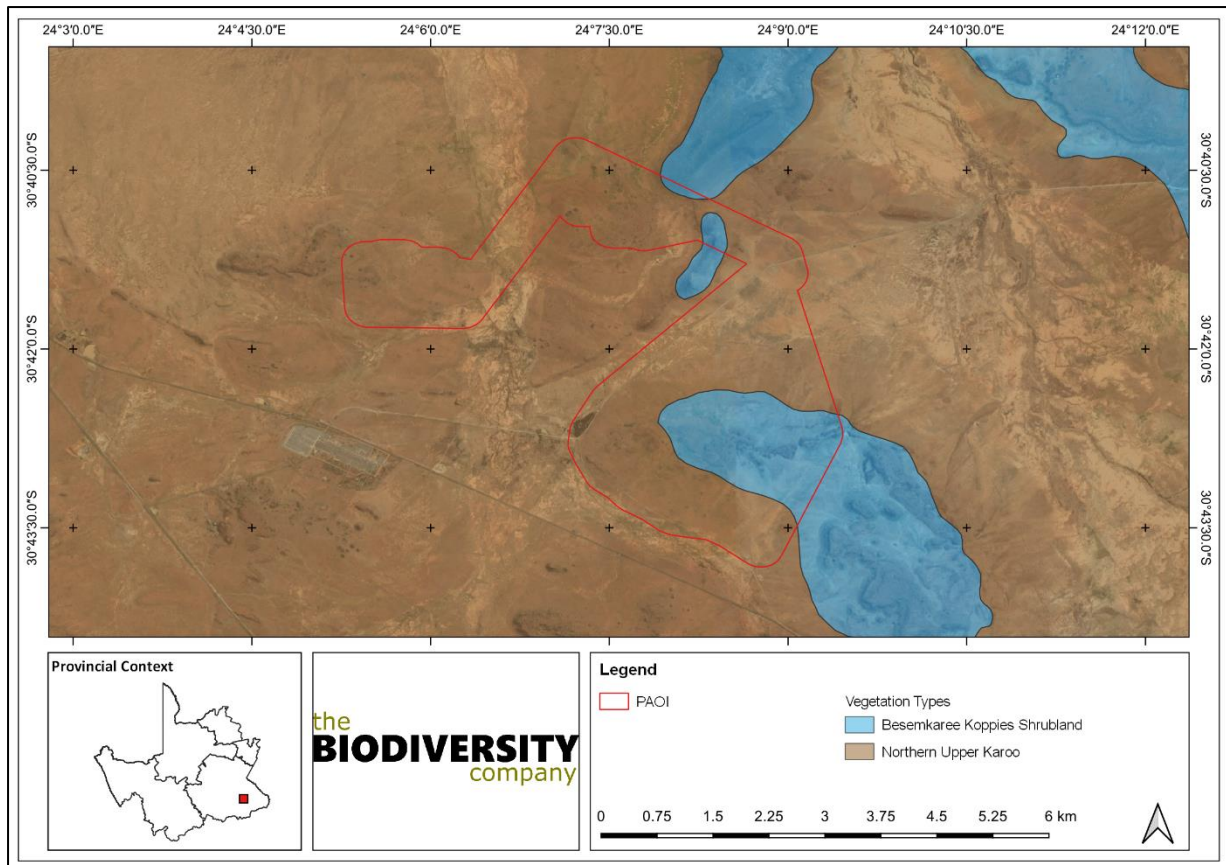 24°3'0.0"E 24°4'30.0"E 24°6'0.0"E 24°7'30.0"E 24°9'0.0"E 24°10'30.0"E 24°12'0.0"E
30°40'30.0"S 30°40'30.0"S
30°42'0.0"S 30°42'0.0"S
30°43'30.0"S 30°43'30.0"S
Provincial Context
the
BIODIVERSITY
company
Legend
PAOI
Vegetation Types
Besemkaree Koppies Shrubland
Northern Upper Karoo
0 0.75 1.5 2.25 3 3.75 4.5 5.25 6 km